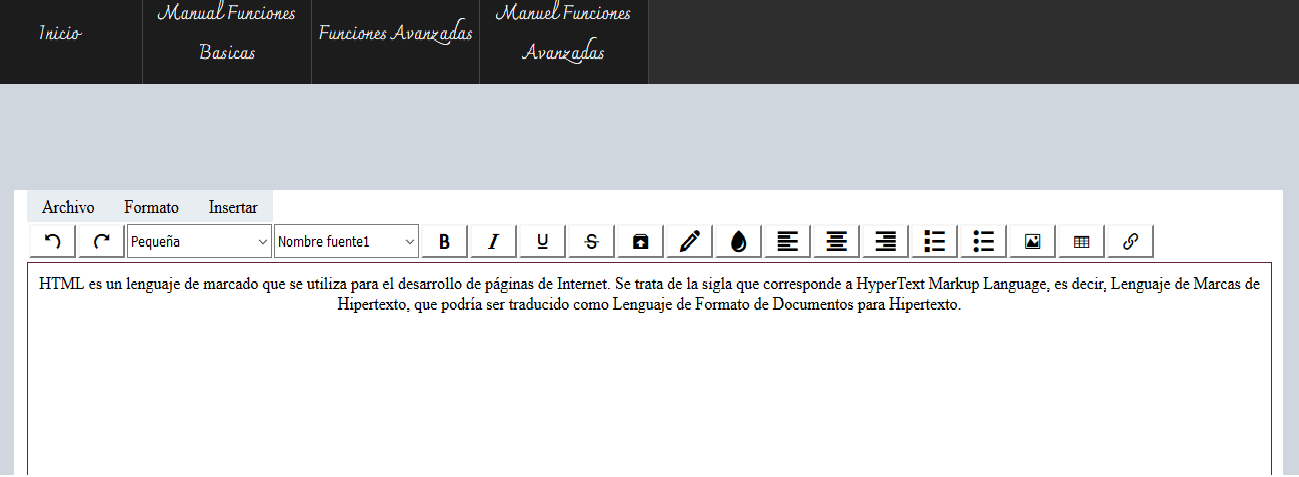 Inicio
Manual Funciones
Basicas
Funciones Avanzadas
Manuel Funciones
Avanzadas
Archivo Formato Insertar
Pequeña Nombre fuente1 B I U S
HTML es un lenguaje de marcado que se utiliza para el desarrollo de páginas de Internet. Se trata de la sigla que corresponde a HyperText Markup Language, es decir, Lenguaje de Marcas de
Hipertexto, que podría ser traducido como Lenguaje de Formato de Documentos para Hipertexto.